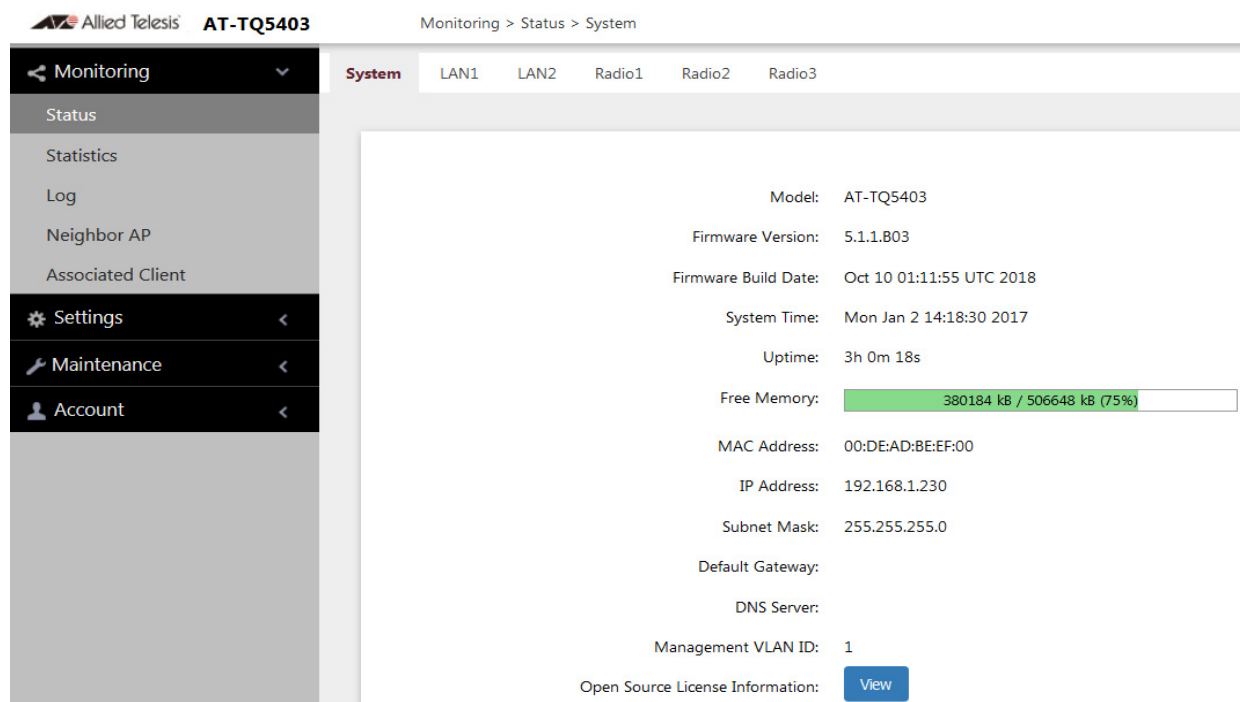 Allied Telesis AT-TQ5403 Monitoring > Status > System
Monitoring
Status
Statistics
Log
Neighbor AP
Associated Client
Settings
Maintenance
Account
System LAN1 LAN2 Radio1 Radio2 Radio3
Model: AT-TQ5403
Firmware Version: 5.1.1.B03
Firmware Build Date: Oct 10 01:11:55 UTC 2018
System Time: Mon Jan 2 14:18:30 2017
Uptime: 3h 0m 18s
Free Memory: 380184 kB / 506648 kB (75%)
MAC Address: 00:DE:AD:BE:EF:00
IP Address: 192.168.1.230
Subnet Mask: 255.255.255.0
Default Gateway:
DNS Server:
Management VLAN ID: 1
Open Source License Information: View